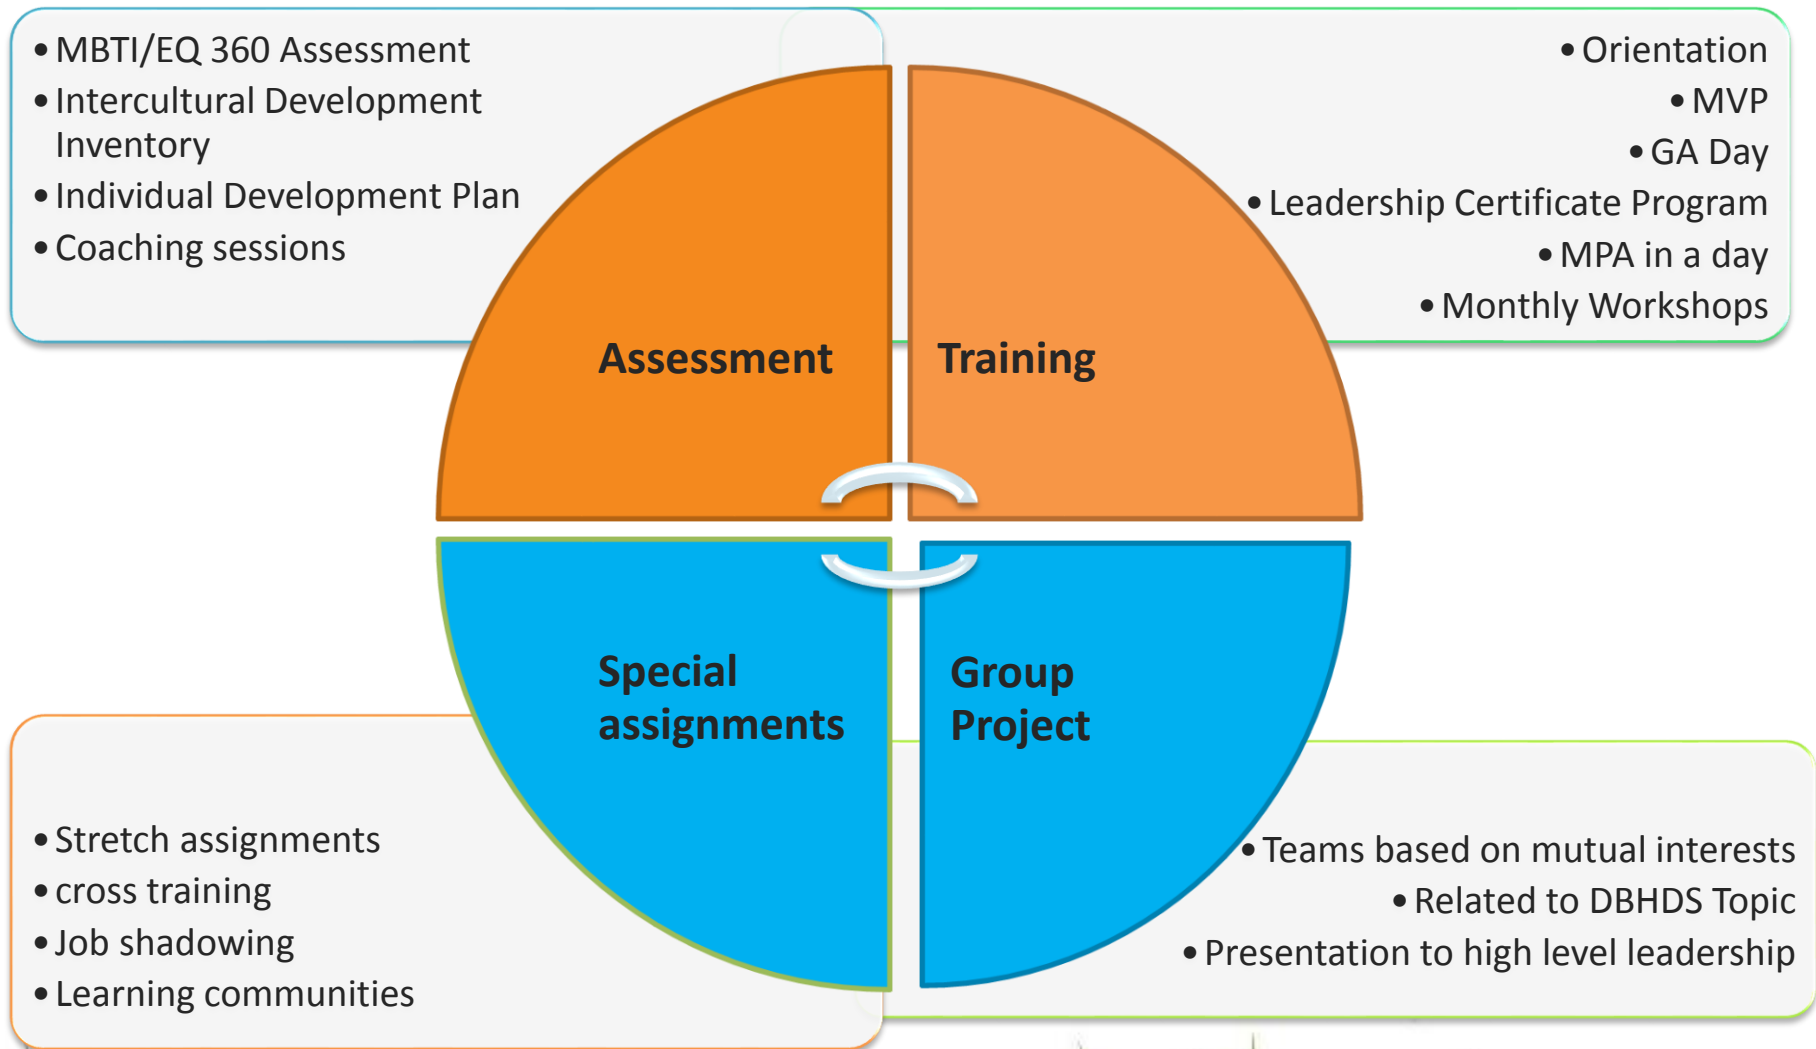 • MBTI/EQ 360 Assessment
• Intercultural Development
Inventory
• Individual Development Plan
• Coaching sessions
• Orientation
• MVP
• GA Day
• Leadership Certificate Program
• MPA in a day
• Monthly Workshops
Assessment
Training
Special
assignments
Group
Project
• Stretch assignments
• cross training
• Job shadowing
• Learning communities
• Teams based on mutual interests
• Related to DBHDS Topic
• Presentation to high level leadership